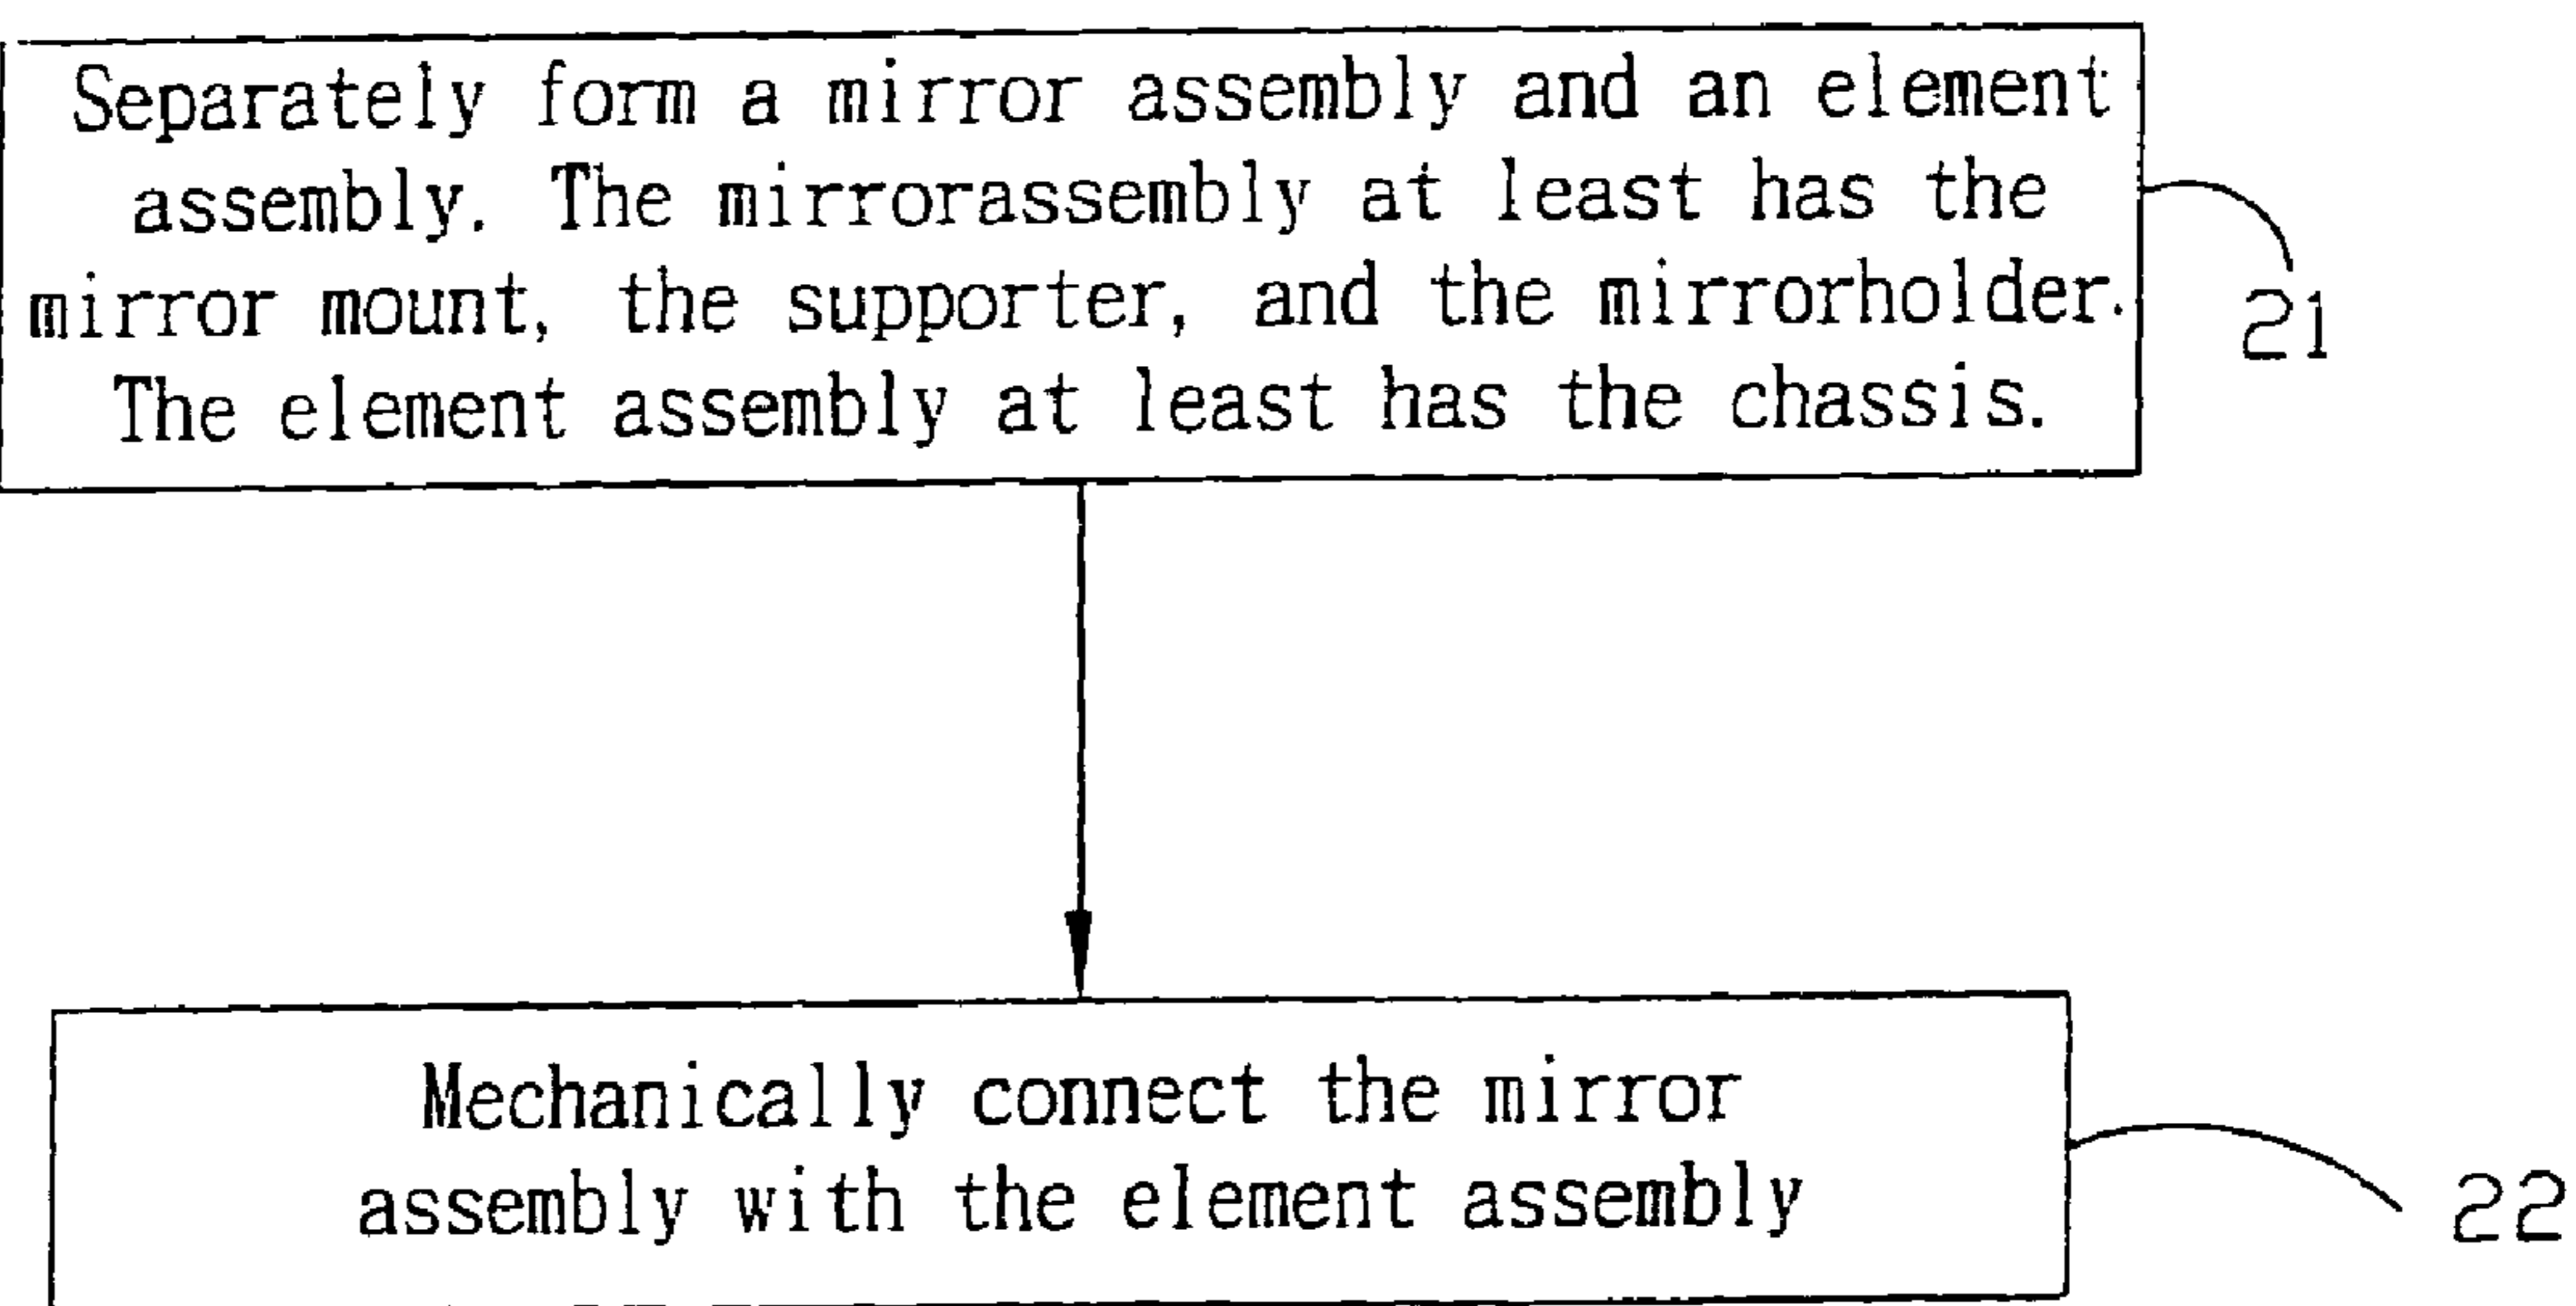 Separately form a mirror assembly and an element
assembly. The mirrorassembly at least has the
mirror mount, the supporter, and the mirrorholder.
The element assembly at least has the chassis.
21
Mechanically connect the mirror
assembly with the element assembly
22